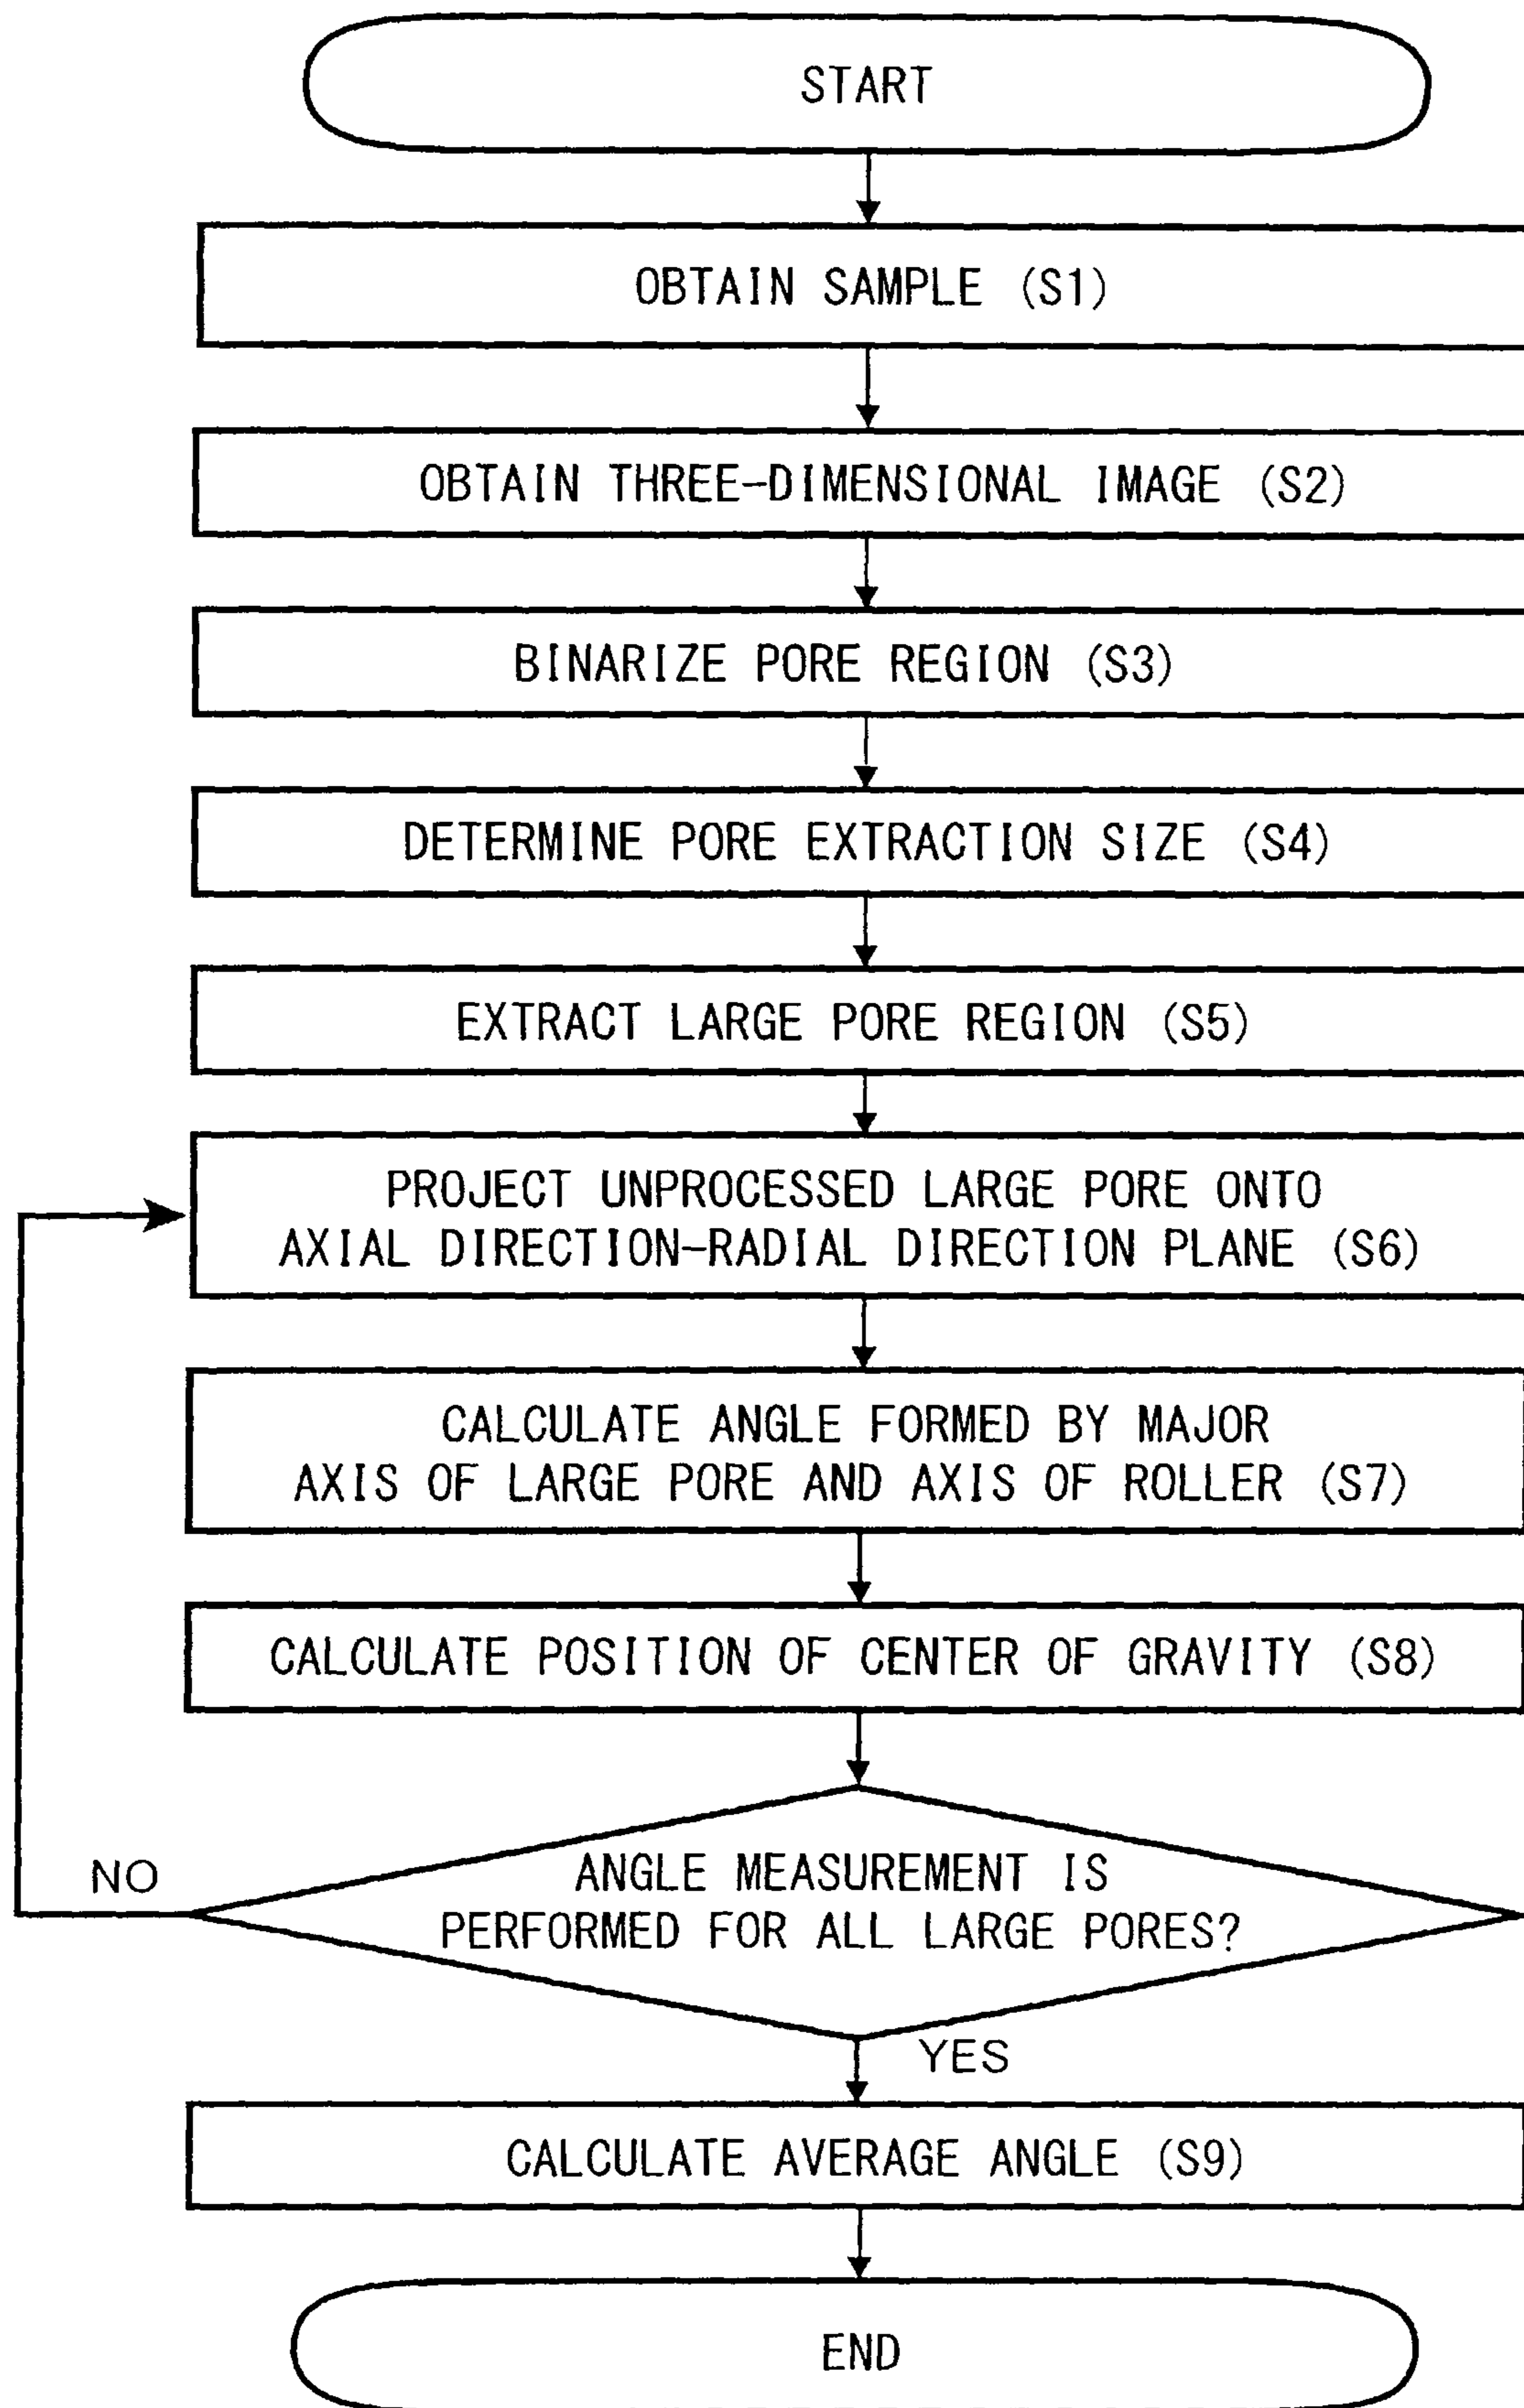 START
OBTAIN SAMPLE (S1)
OBTAIN THREE-DIMENSIONAL IMAGE (S2)
BINARIZE PORE REGION (S3)
DETERMINE PORE EXTRACTION SIZE (S4)
EXTRACT LARGE PORE REGION (S5)
PROJECT UNPROCESSED LARGE PORE ONTO
AXIAL DIRECTION-RADIAL DIRECTION PLANE (S6)
CALCULATE ANGLE FORMED BY MAJOR
AXIS OF LARGE PORE AND AXIS OF ROLLER (S7)
CALCULATE POSITION OF CENTER OF GRAVITY (S8)
NO
ANGLE MEASUREMENT IS
PERFORMED FOR ALL LARGE PORES?
YES
CALCULATE AVERAGE ANGLE (S9)
END